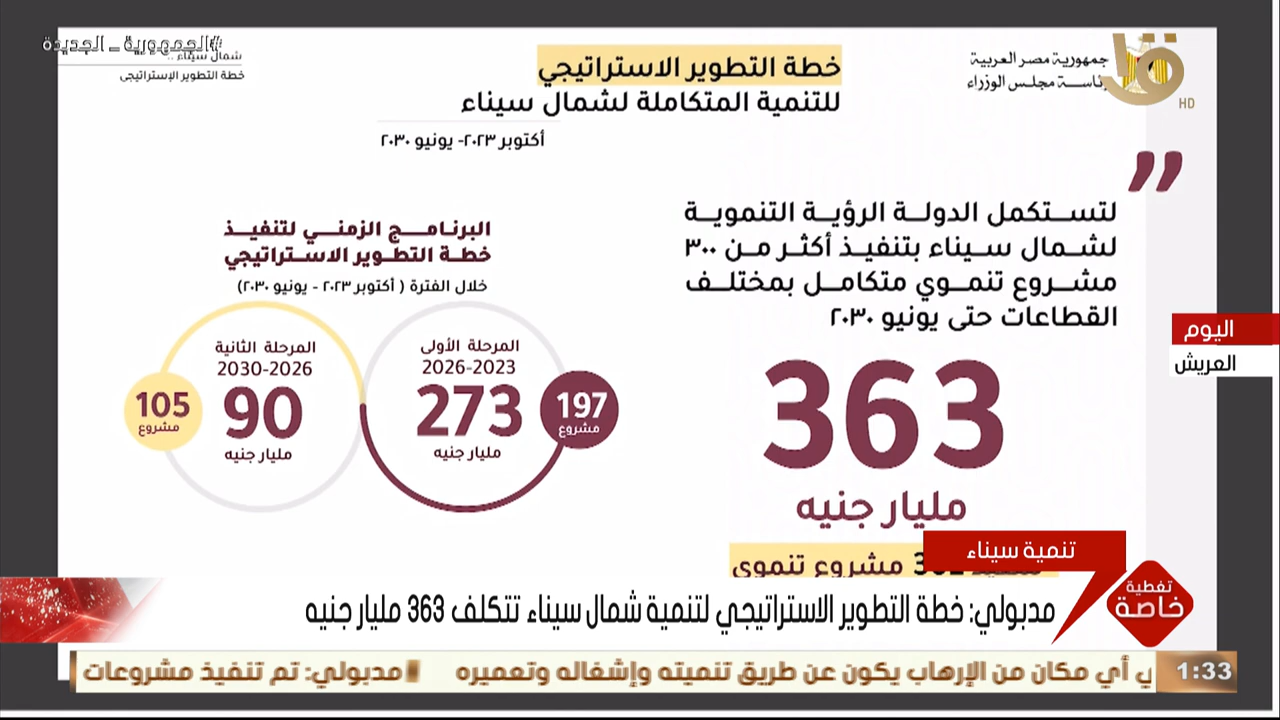 #الجمهورية _ الجديدة
شمال سيناء ..
خطة التطوير الإستراتيجى
جمهورية مصر العربية
رئاسة مجلس الوزراء
HD
خطة التطوير الاستراتيجي
للتنمية المتكاملة لشمال سيناء
أكتوبر ٢٠٢٣- يونيو ٢٠٣٠
لتستكمل الدولة الرؤية التنموية
لشمال سيناء بتنفيذ أكثر من ٣٠٠
مشروع تنموي متكامل بمختلف
القطاعات حتى يونيو ٢٠٣٠
363
مليار جنيه
مشروع تنموي
البرنامج الزمني لتنفيذ
خطة التطوير الاستراتيجي
خلال الفترة ( أكتوبر ٢٠٢٣ - يونيو ٢٠٣٠)
المرحلة الأولى
2023-2026
273
مليار جنيه
197
مشروع
المرحلة الثانية
2026-2030
90
مليار جنيه
105
مشروع
اليوم
العريش
تنمية سيناء
تغطية
خاصة
مدبولي: خطة التطوير الاستراتيجي لتنمية شمال سيناء تتكلف 363 مليار جنيه
أي مكان من الإرهاب يكون عن طريق تنميته وإشغاله وتعميره ■ مدبولي: تم تنفيذ مشروعات
1:33